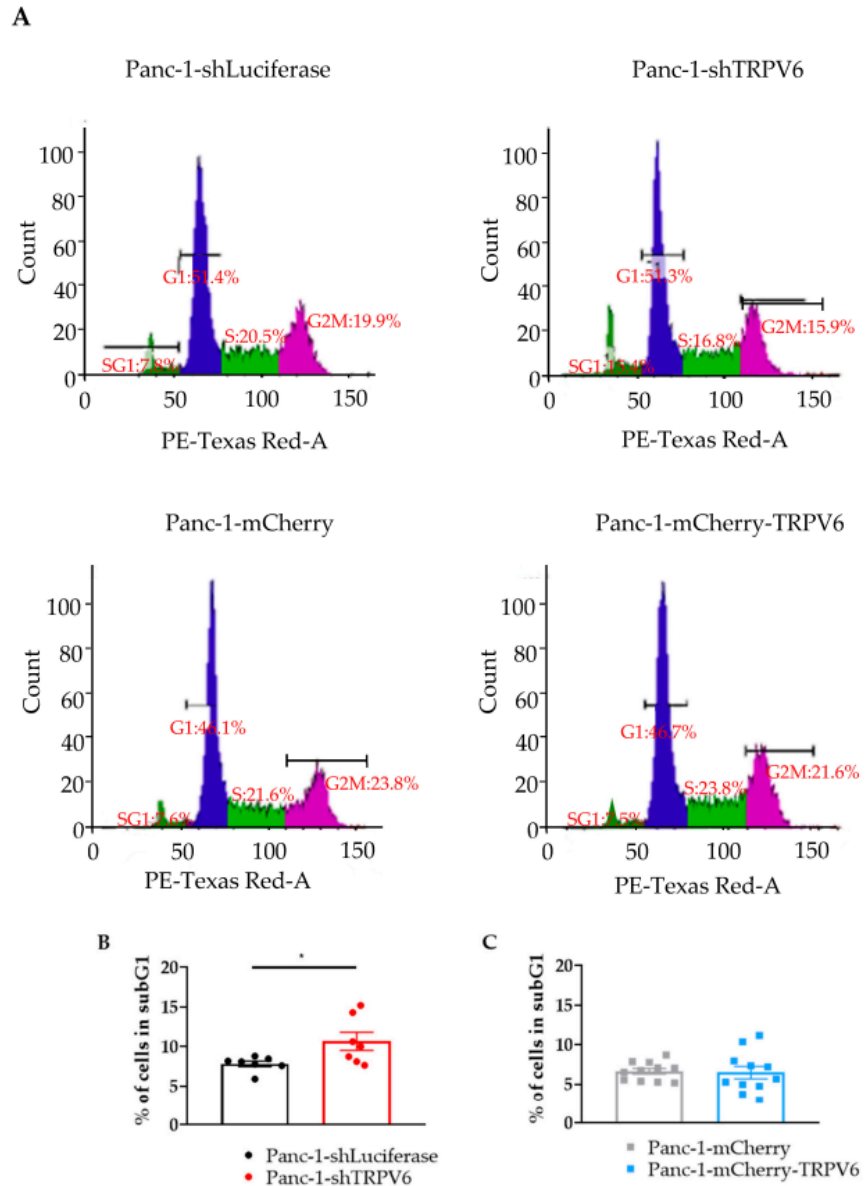 A
Panc-1-shLuciferase
Panc-1-shTRPV6
Count
100
80
60
40
20
0
G1:51.4%
SG1:7.8%
S:20.5%
G2M:19.9%
0
50
100
150
PE-Texas Red-A
Count
100
80
60
40
20
0
G1:51.3%
S:16.8%
G2M:15.9%
0
50
100
150
PE-Texas Red-A
Panc-1-mCherry
Panc-1-mCherry-TRPV6
Count
100
80
60
40
20
0
G1:46.1%
S:21.6%
G2M:23.8%
0
50
100
150
PE-Texas Red-A
Count
100
80
60
40
20
0
G1:46.7%
S:23.8%
G2M:21.6%
0
50
100
150
PE-Texas Red-A
B
% of cells in subG1
20
15
10
5
0
*
Panc-1-shLuciferase
Panc-1-shTRPV6
C
% of cells in subG1
20
15
10
5
0
Panc-1-mCherry
Panc-1-mCherry-TRPV6